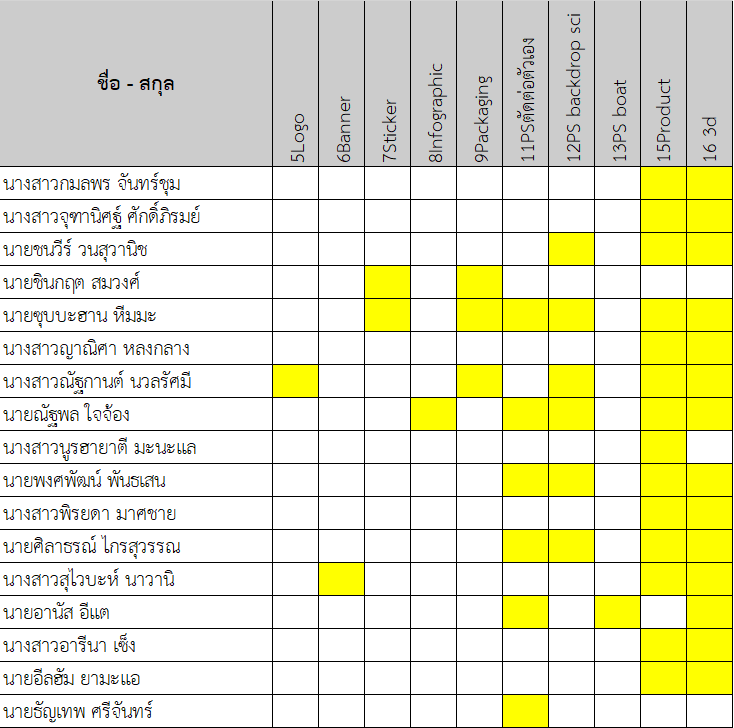 ชื่อ - สกุล
5Logo
6Banner
7Sticker
8Infographic
9Packaging
11PSตัดต่อตัวเอง
12PS backdrop sci
13PS boat
15Product
16 3d
นางสาวกมลพร จันทร์ชุม
นางสาวจุฑานิศฐ์ ศักดิ์ภิรมย์
นายชนวีร์ วนสุวานิช
นายชินกฤต สมวงศ์
นายซุบบะฮาน หีมมะ
นางสาวญาณิศา หลงกลาง
นางสาวณัฐกานต์ นวลรัศมี
นายณัฐพล ใจจ้อง
นางสาวนูรฮายาตี มะนะแล
นายพงศพัฒน์ พันธเสน
นางสาวพิรยดา มาศชาย
นายศิลาธรณ์ ไกรสุวรรณ
นางสาวสุไวบะห์ นาวานิ
นายอานัส อีแต
นางสาวอารีนา เซ็ง
นายอีลฮัม ยามะแอ
นายธัญเทพ ศรีจันทร์